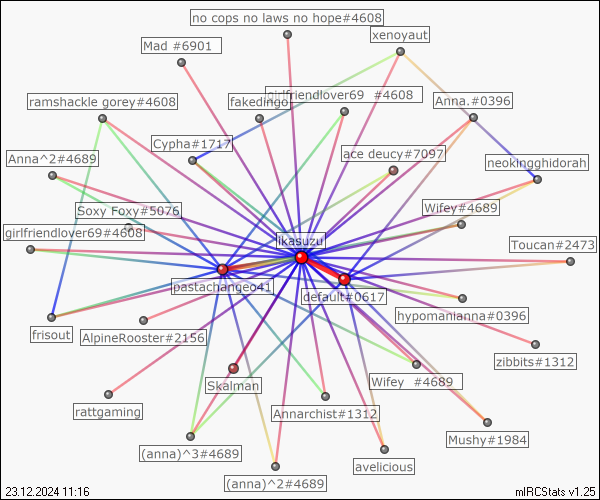 no cops no laws no hope#4608
xenoyaut
Mad #6901
ramshackle gorey#4608
fakedingo
girlfriendlover69 #4608
Anna.#0396
Cypha#1717
ace deucy#7097
Anna^2#4689
neokingghidorah
Soxy Foxy#5076
Wifey#4689
girlfriendlover69#4608
ikasuzu
Toucan#2473
pastachangeo41
default#0617
hypomanianna#0396
frisout
AlpineRooster#2156
zibbits#1312
Skalman
Wifey #4689
rattgaming
Annarchist#1312
Mushy#1984
(anna)^3#4689
avelicious
(anna)^2#4689
23.12.2024 11:16
mIRCStats v1.25